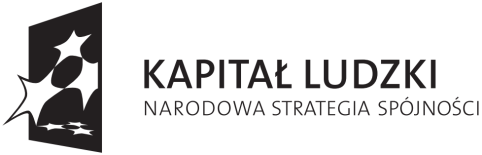 KAPITAŁ LUDZKI
NARODOWA STRATEGIA SPÓJNOŚCI